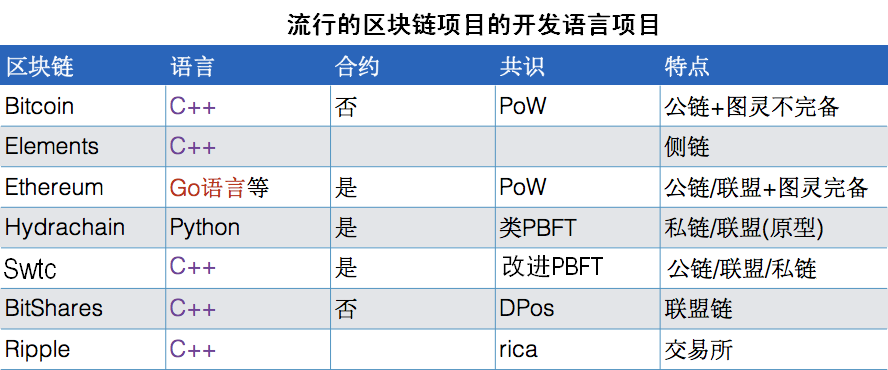 流行的区块链项目的开发语言项目
区块链 语言 合约 共识 特点
Bitcoin C++ 否 PoW 公链+图灵不完备
Elements C++ 侧链
Ethereum Go语言等 是 PoW 公链/联盟+图灵完备
Hydrachain Python 是 类PBFT 私链/联盟(原型)
Swtc C++ 是 改进PBFT 公链/联盟/私链
BitShares C++ 否 DPos 联盟链
Ripple C++ rica 交易所